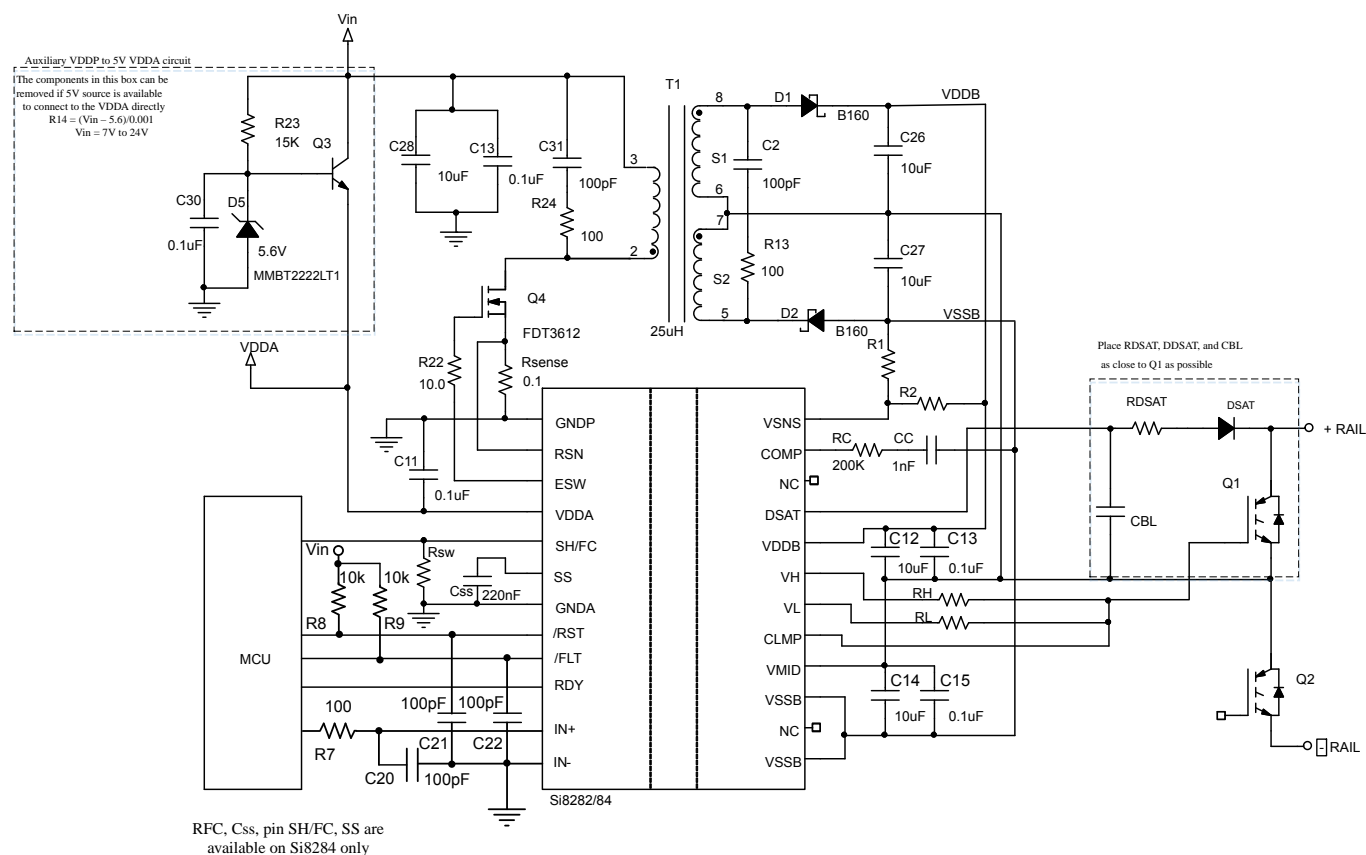 Vin
Auxiliary VDDP to 5V VDDA circuit
The components in this box can be
removed if 5V source is available
to connect to the VDDA directly
R14 = (Vin – 5.6)/0.001
Vin = 7V to 24V
R23
15K
Q3
C30
0.1uF
D5
5.6V
MMBT2222LT1
VDDA
C28
10uF
C13
0.1uF
C31
100pF
R24
100
3
2
T1
25uH
8
S1
6
7
S2
5
D1
B160
C2
100pF
R13
100
D2
B160
VDDB
C26
10uF
C27
10uF
VSSB
Q4
FDT3612
R22
10.0
Rsense
0.1
R1
R2
RC
200K
CC
1nF
Place RDSAT, DDSAT, and CBL
as close to Q1 as possible
RDSAT
DSAT
+ RAIL
Q1
CBL
Q2
- RAIL
C11
0.1uF
GNDP
RSN
ESW
VDDA
SH/FC
SS
GNDA
/RST
/FLT
RDY
IN+
IN-
VSNS
COMP
NC
DSAT
VDDB
VH
VL
CLMP
VMID
VSSB
NC
VSSB
Si8282/84
C12
10uF
C13
0.1uF
RH
RL
C14
10uF
C15
0.1uF
MCU
Vin
10k
10k
R8
R9
Rsw
Css
220nF
100pF
100pF
C21
C22
100
R7
C20
100pF
RFC, Css, pin SH/FC, SS are
available on Si8284 only